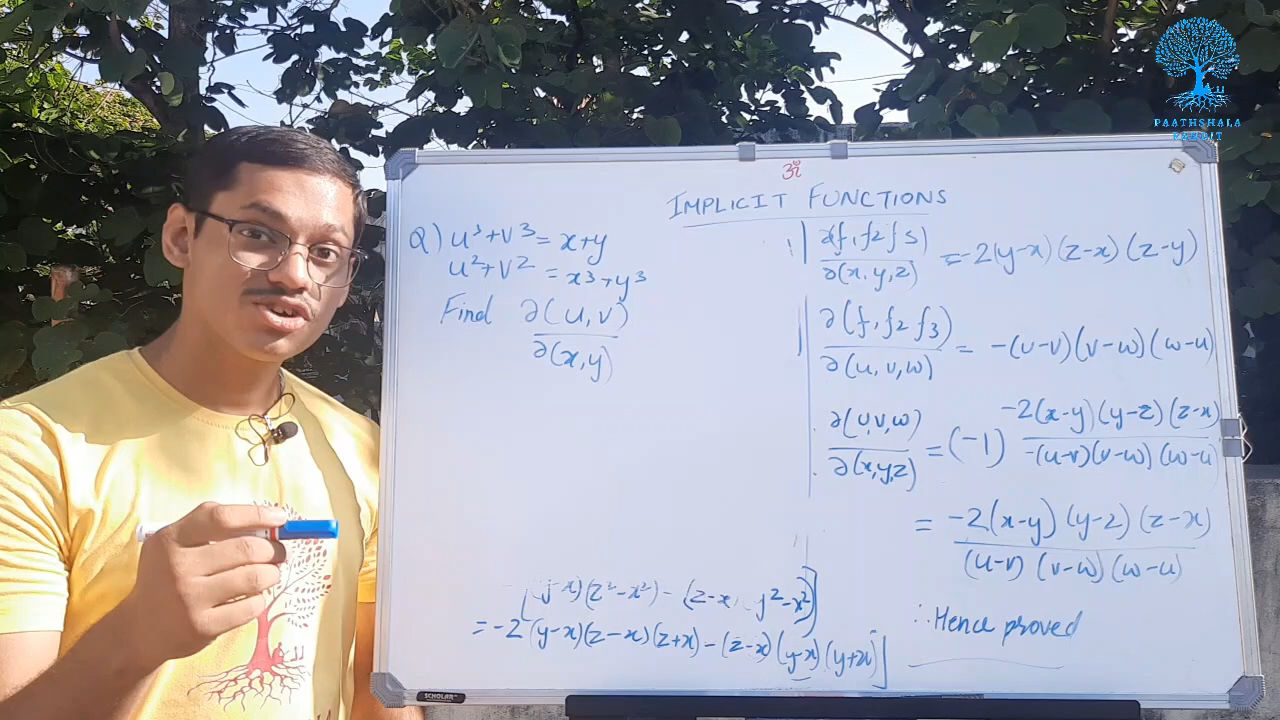 PAATHSHALA
ॐ
IMPLICIT FUNCTIONS
Q) u³+v³ = x+y
u²+v² = x³+y³
Find ∂(u,v)
∂(x,y)
∂(f1,f2 f3)
∂(x,y,z)
= -2(y-x)(z-x)(z-y)
∂(f1 f2 f3)
∂(u,v,w)
= -(u-v)(v-w)(w-u)
∂(u,v,w)
∂(x,y,z)
= (-1) -2(x-y)(y-z)(z-x)
-(u-v)(v-w)(w-u)
= -2(x-y)(y-z)(z-x)
(u-v)(v-w)(w-u)
∴ Hence proved
-x)(z²-x²) - (z-x y²-x²)]
= -2 (y-x)(z-x)(z+x) - (z-x)(y-x)(y+x)]
SCHOLAR